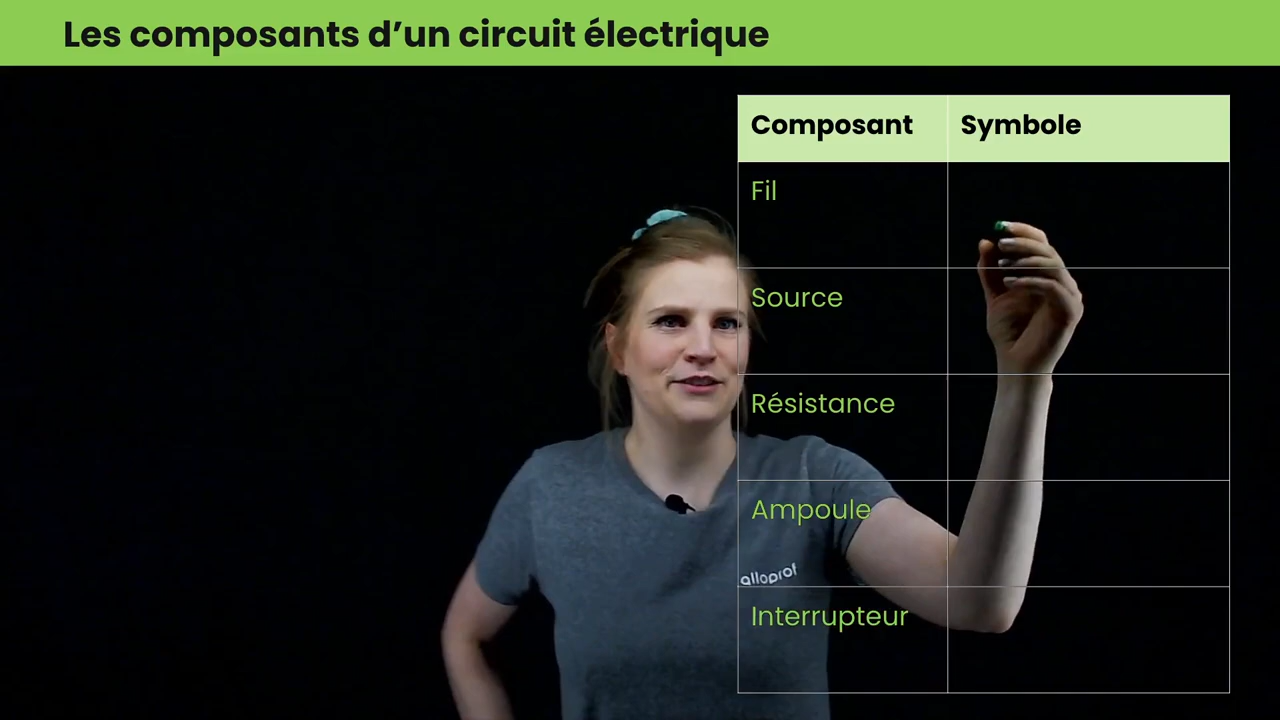 Les composants d’un circuit électrique
Composant Symbole
Fil
Source
Résistance
Ampoule
alloprof
Interrupteur